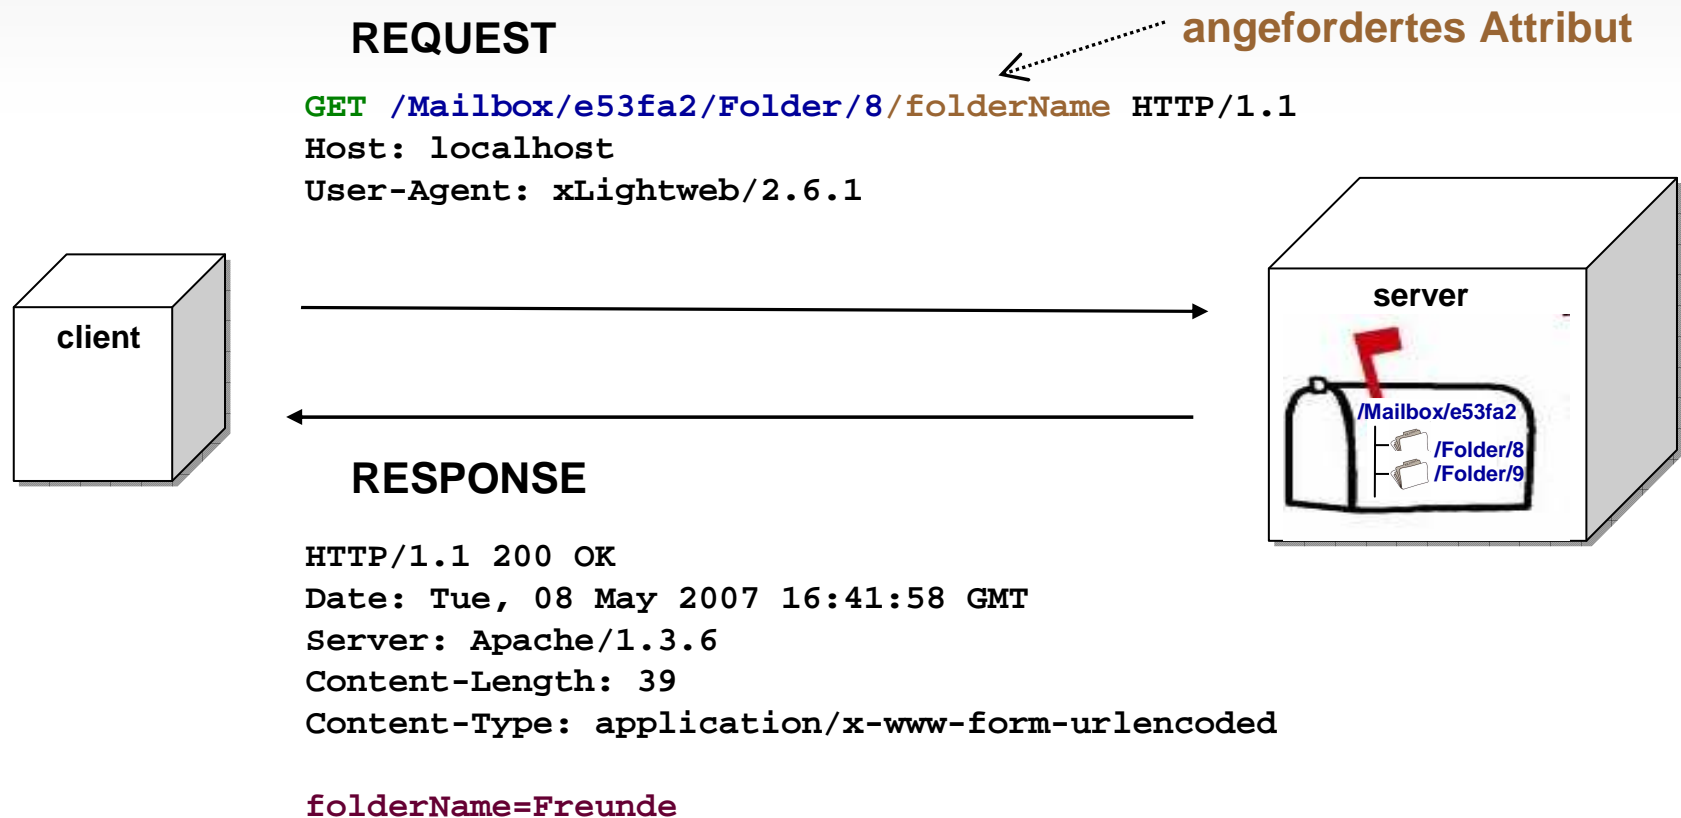 REQUEST
angefordertes Attribut
GET /Mailbox/e53fa2/Folder/8/folderName HTTP/1.1
Host: localhost
User-Agent: xLightweb/2.6.1
client
server
/Mailbox/e53fa2
/Folder/8
/Folder/9
RESPONSE
HTTP/1.1 200 OK
Date: Tue, 08 May 2007 16:41:58 GMT
Server: Apache/1.3.6
Content-Length: 39
Content-Type: application/x-www-form-urlencoded
folderName=Freunde